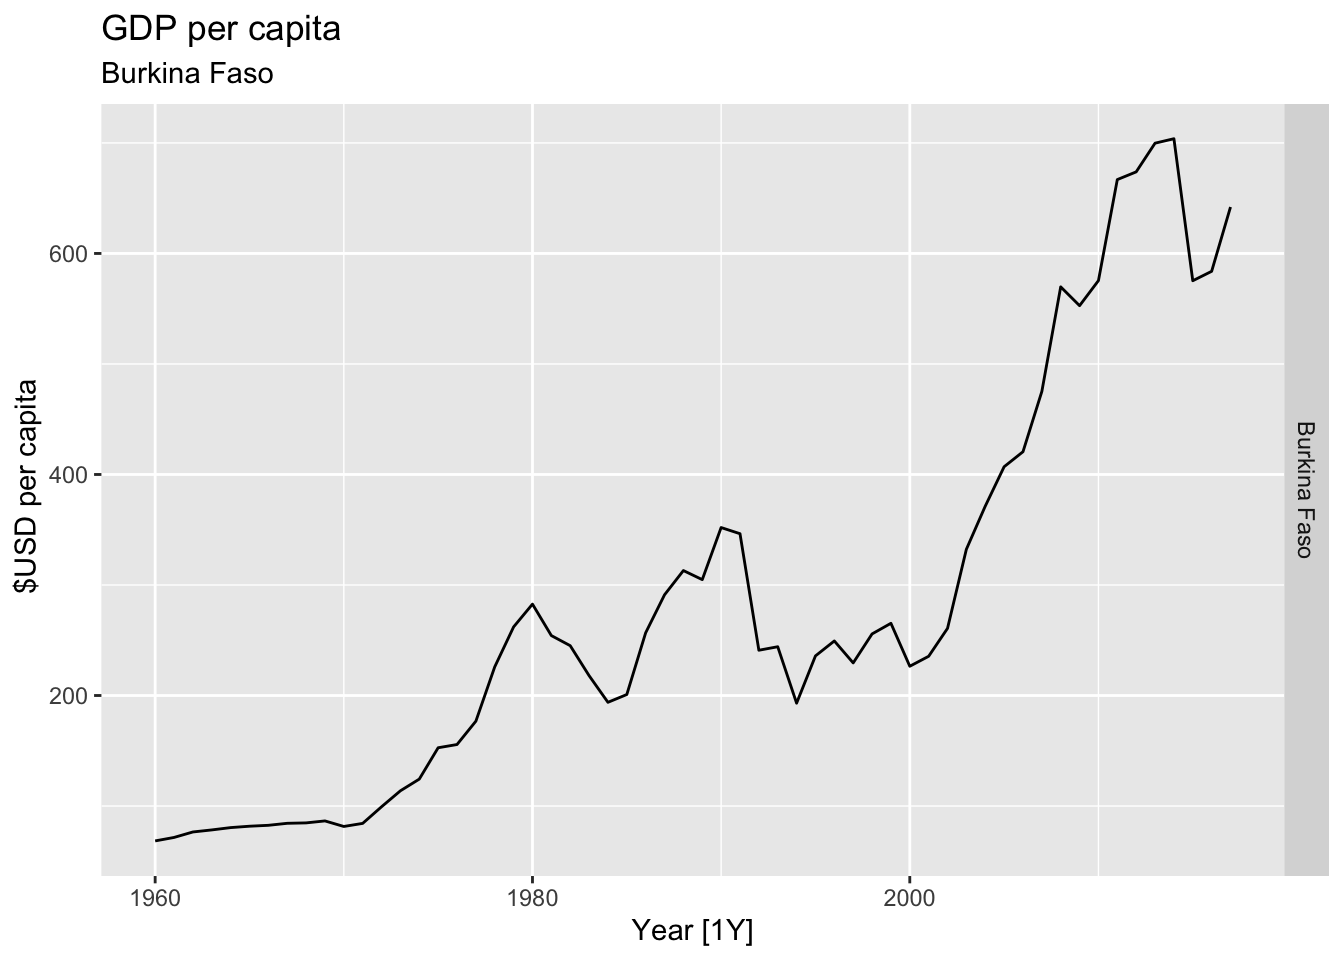 GDP per capita
Burkina Faso
600
400
200
$USD per capita
Burkina Faso
1960
1980
2000
Year [1Y]